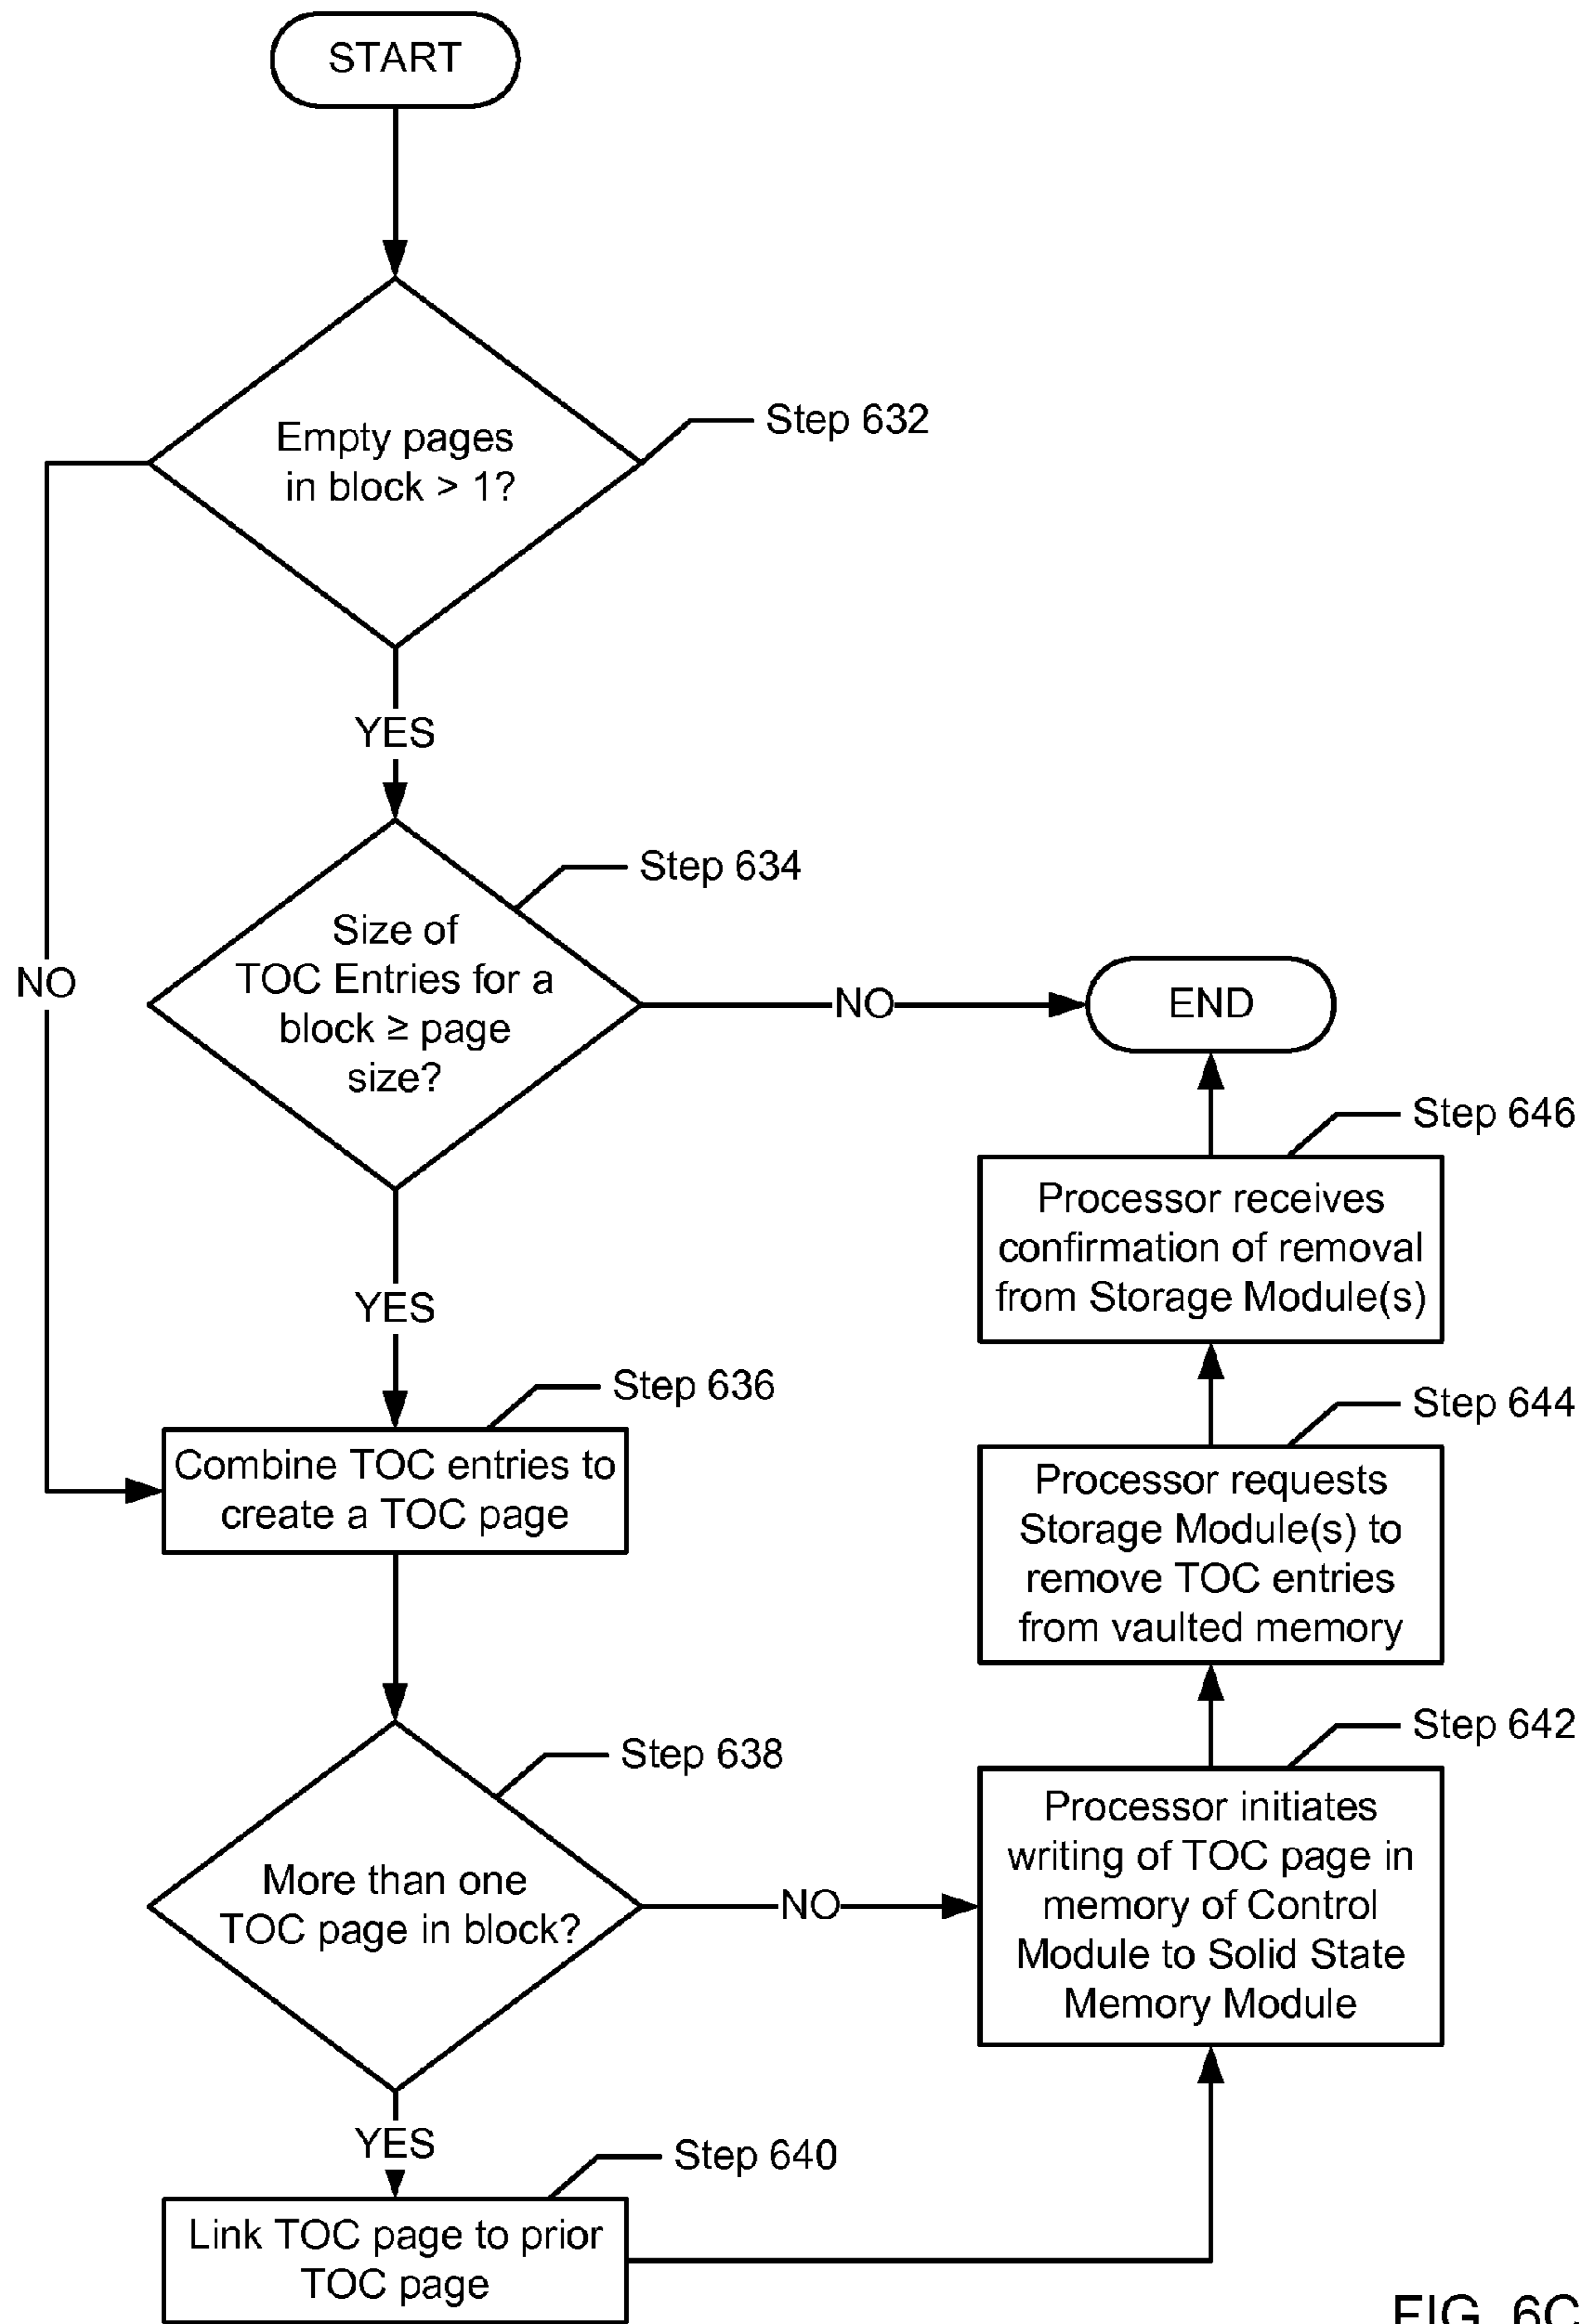 START
Empty pages
in block > 1?
Step 632
YES
NO
Size of
TOC Entries for a
block ≥ page
size?
Step 634
NO
END
YES
Combine TOC entries to
create a TOC page
Step 636
More than one
TOC page in block?
Step 638
NO
YES
Link TOC page to prior
TOC page
Step 640
Processor initiates
writing of TOC page in
memory of Control
Module to Solid State
Memory Module
Step 642
Processor requests
Storage Module(s) to
remove TOC entries
from vaulted memory
Step 644
Processor receives
confirmation of removal
from Storage Module(s)
Step 646
FIG. 6C